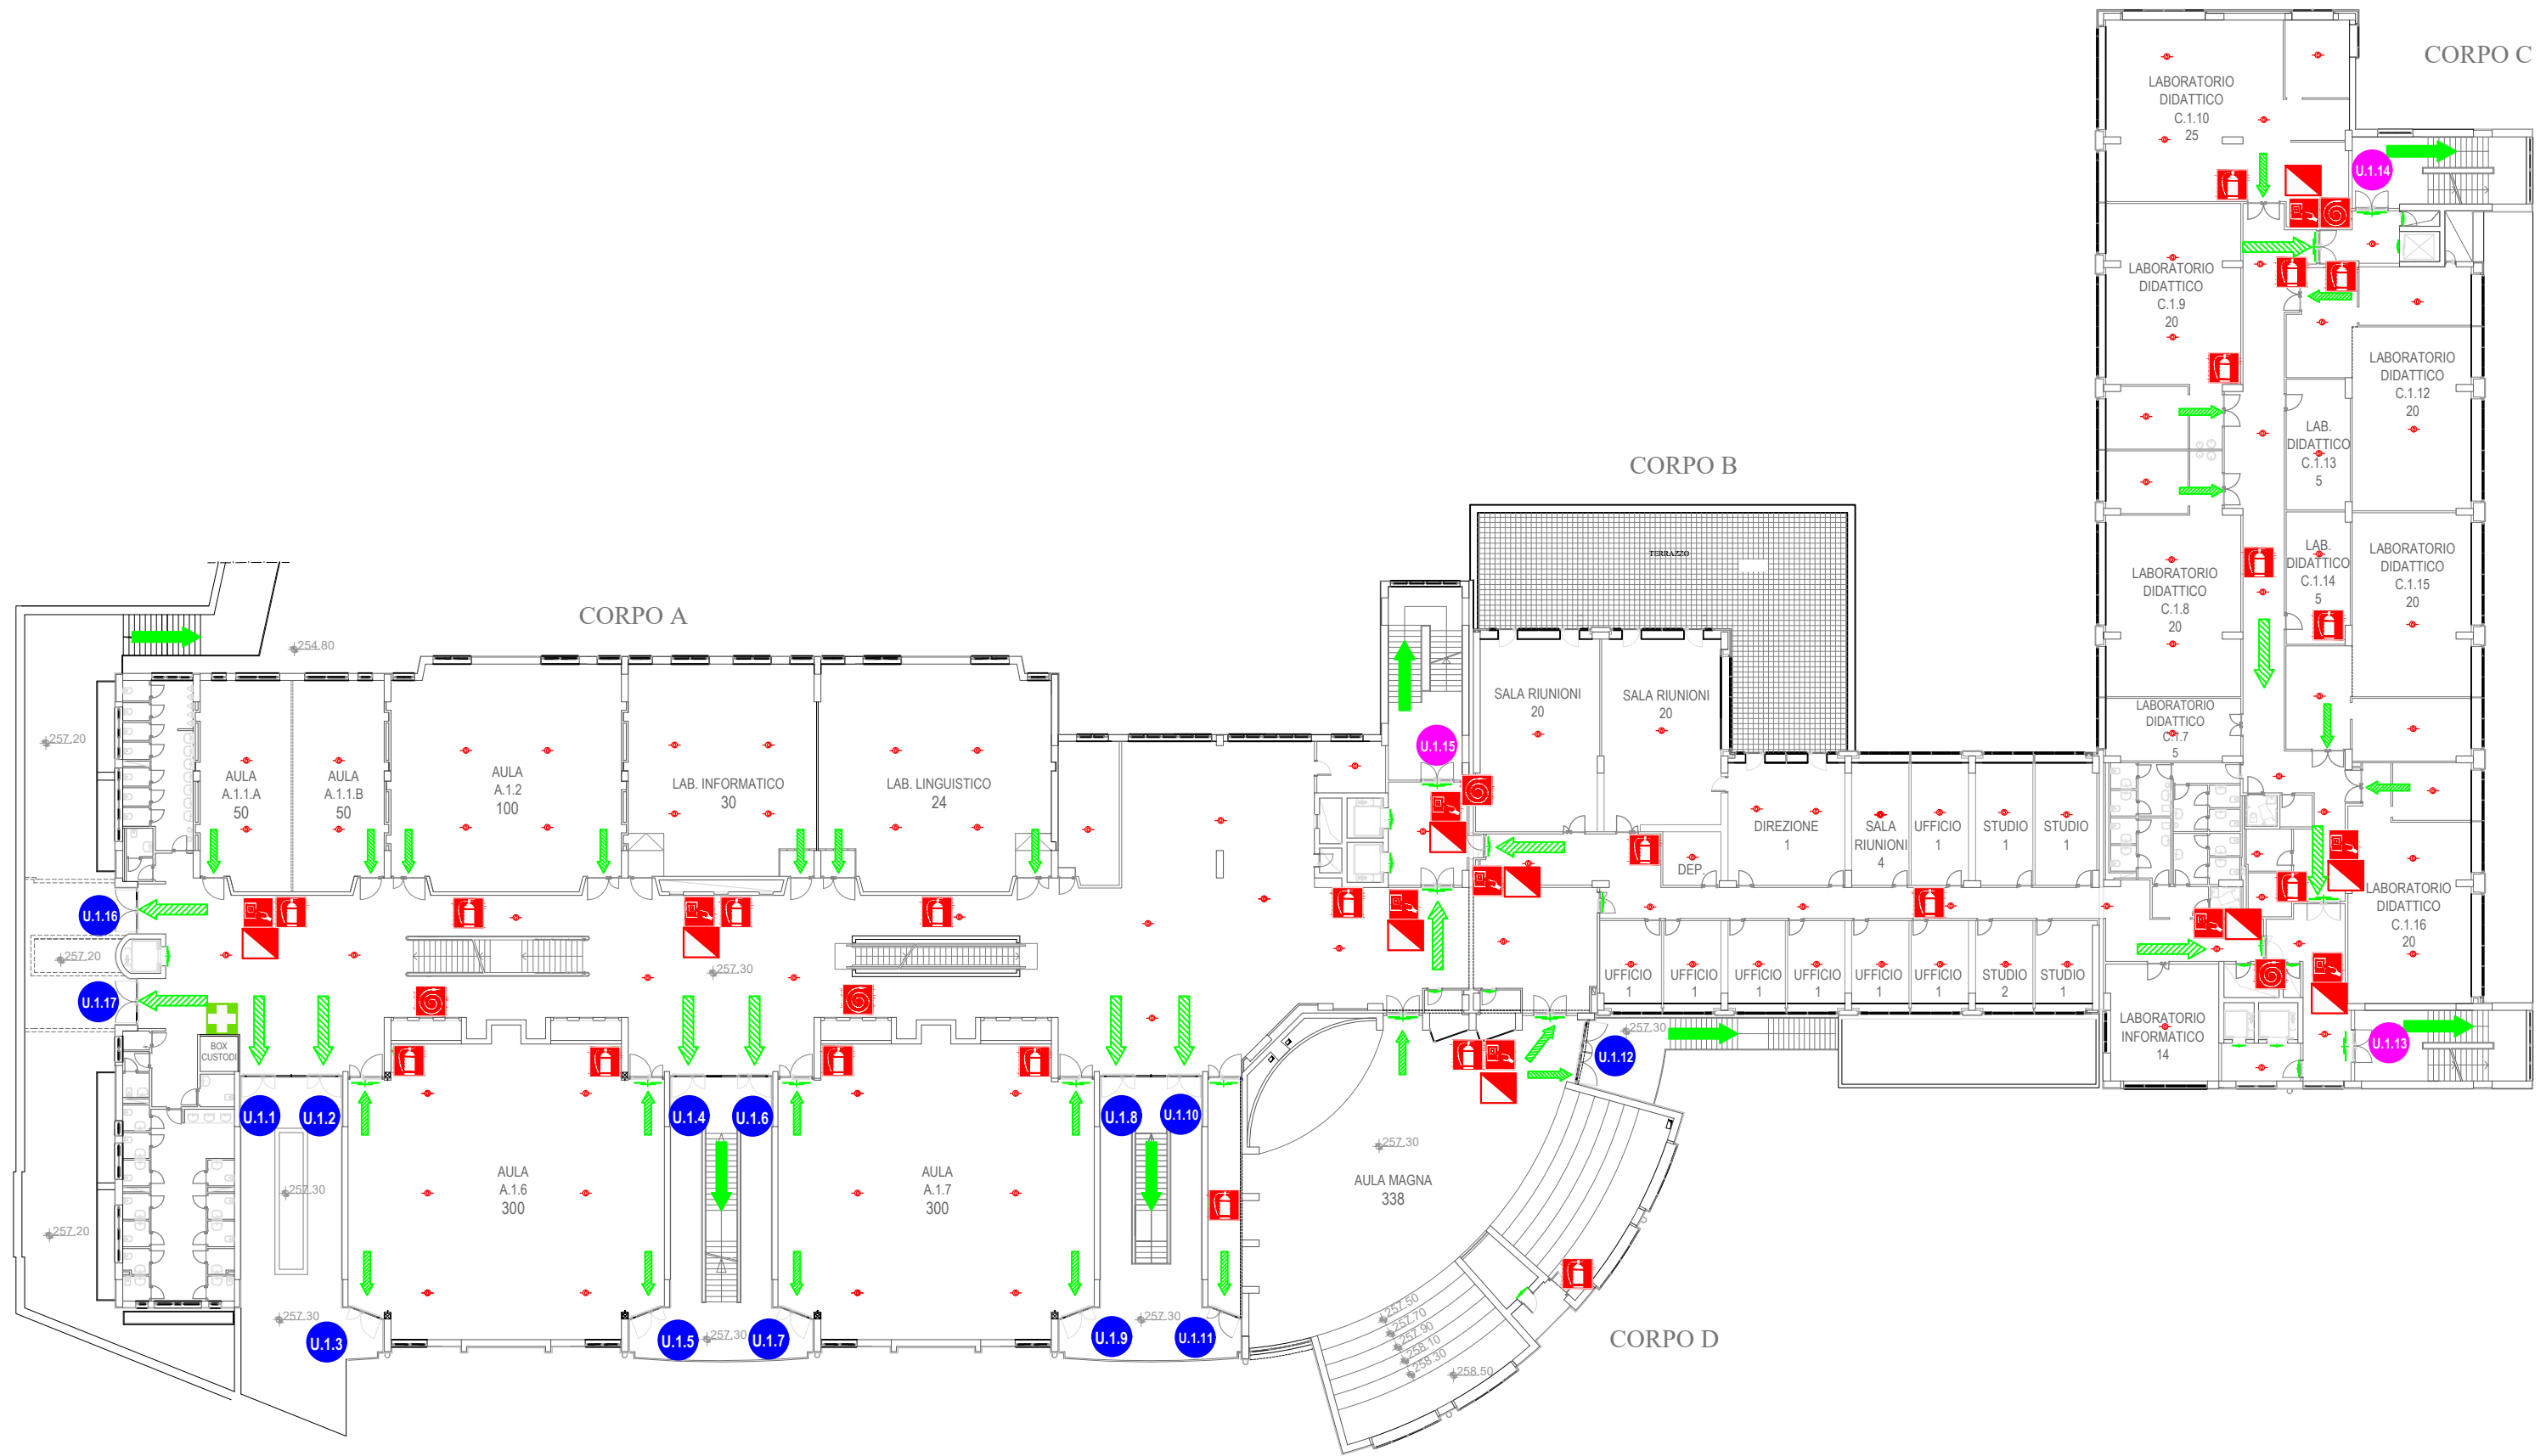 CORPO C
LABORATORIO
DIDATTICO
C.1.10
25
U.1.14
LABORATORIO
DIDATTICO
C.1.9
20
LABORATORIO
DIDATTICO
C.1.12
20
LAB.
DIDATTICO
C.1.13
5
LABORATORIO
DIDATTICO
C.1.8
20
LAB.
DIDATTICO
C.1.14
5
LABORATORIO
DIDATTICO
C.1.15
20
LABORATORIO
DIDATTICO
C.1.7
5
LABORATORIO
DIDATTICO
C.1.16
20
LABORATORIO
INFORMATICO
14
U.1.13
CORPO B
TERRAZZO
SALA RIUNIONI
20
SALA RIUNIONI
20
U.1.15
DIREZIONE
1
SALA
RIUNIONI
4
UFFICIO
1
STUDIO
1
STUDIO
1
DEP.
UFFICIO
1
UFFICIO
1
UFFICIO
1
UFFICIO
1
UFFICIO
1
UFFICIO
1
STUDIO
2
STUDIO
1
CORPO A
254.80
257.20
AULA
A.1.1.A
50
AULA
A.1.1.B
50
AULA
A.1.2
100
LAB. INFORMATICO
30
LAB. LINGUISTICO
24
U.1.16
257.20
U.1.17
257.30
BOX
CUSTODI
U.1.1
U.1.2
U.1.4
U.1.6
U.1.8
U.1.10
257.30
U.1.12
257.30
AULA
A.1.6
300
AULA
A.1.7
300
AULA MAGNA
338
257.30
257.20
257.30
U.1.3
U.1.5
257.30
U.1.7
257.30
U.1.9
U.1.11
257.50
257.70
257.90
258.10
258.30
258.50
CORPO D